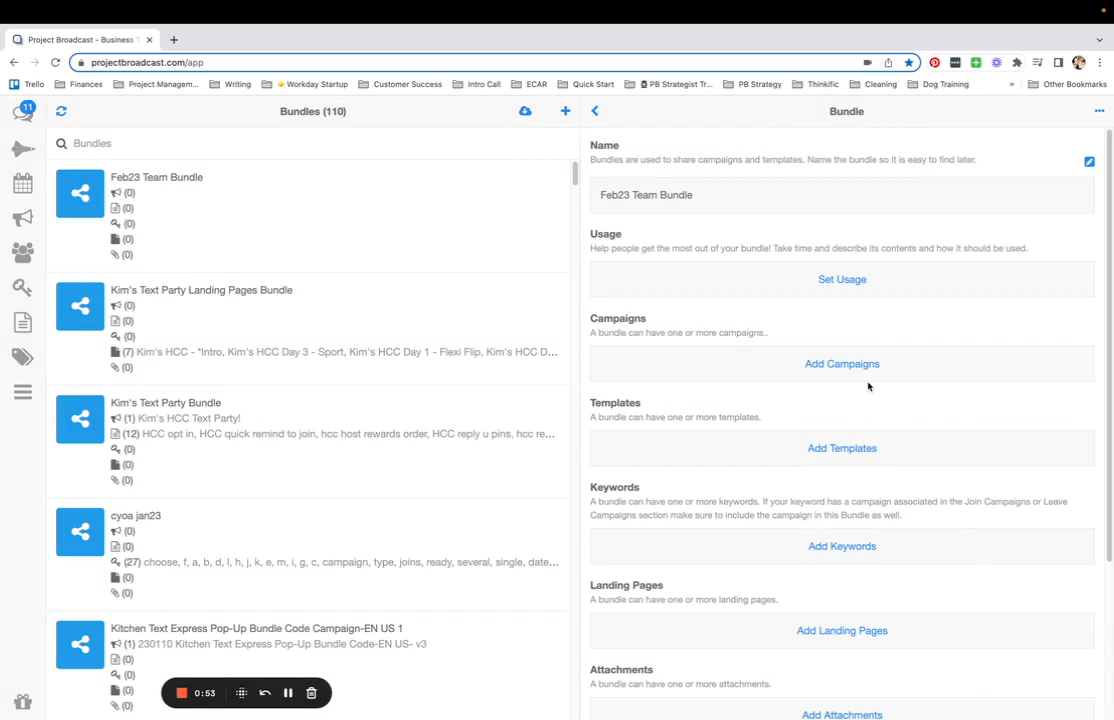 Project Broadcast - Business T
projectbroadcast.com/app
Trello
Finances
Project Managem...
Writing
Workday Startup
Customer Success
Intro Call
ECAR
Quick Start
PB Strategist Tr...
PB Strategy
Thinkific
Cleaning
Dog Training
»
Other Bookmarks
11
Bundles (110)
Bundle
Bundles
Feb23 Team Bundle
(0)
(0)
(0)
(0)
(0)
Kim's Text Party Landing Pages Bundle
(0)
(0)
(0)
(7) Kim's HCC - *Intro, Kim's HCC Day 3 - Sport, Kim's HCC Day 1 - Flexi Flip, Kim's HCC D...
(0)
Kim's Text Party Bundle
(1) Kim's HCC Text Party!
(12) HCC opt in, HCC quick remind to join, hcc host rewards order, HCC reply u pins, hcc re...
(0)
(0)
(0)
cyoa jan23
(0)
(0)
(27) choose, f, a, b, d, l, h, j, k, e, m, i, g, c, campaign, type, joins, ready, several, single, date...
(0)
(0)
Kitchen Text Express Pop-Up Bundle Code Campaign-EN US 1
(1) 230110 Kitchen Text Express Pop-Up Bundle Code-EN US- v3
(0)
(0)
(0)
(0)
0:53
Name
Bundles are used to share campaigns and templates. Name the bundle so it is easy to find later.
Feb23 Team Bundle
Usage
Help people get the most out of your bundle! Take time and describe its contents and how it should be used.
Set Usage
Campaigns
A bundle can have one or more campaigns..
Add Campaigns
Templates
A bundle can have one or more templates.
Add Templates
Keywords
A bundle can have one or more keywords. If your keyword has a campaign associated in the Join Campaigns or Leave
Campaigns section make sure to include the campaign in this Bundle as well.
Add Keywords
Landing Pages
A bundle can have one or more landing pages.
Add Landing Pages
Attachments
A bundle can have one or more attachments.
Add Attachments